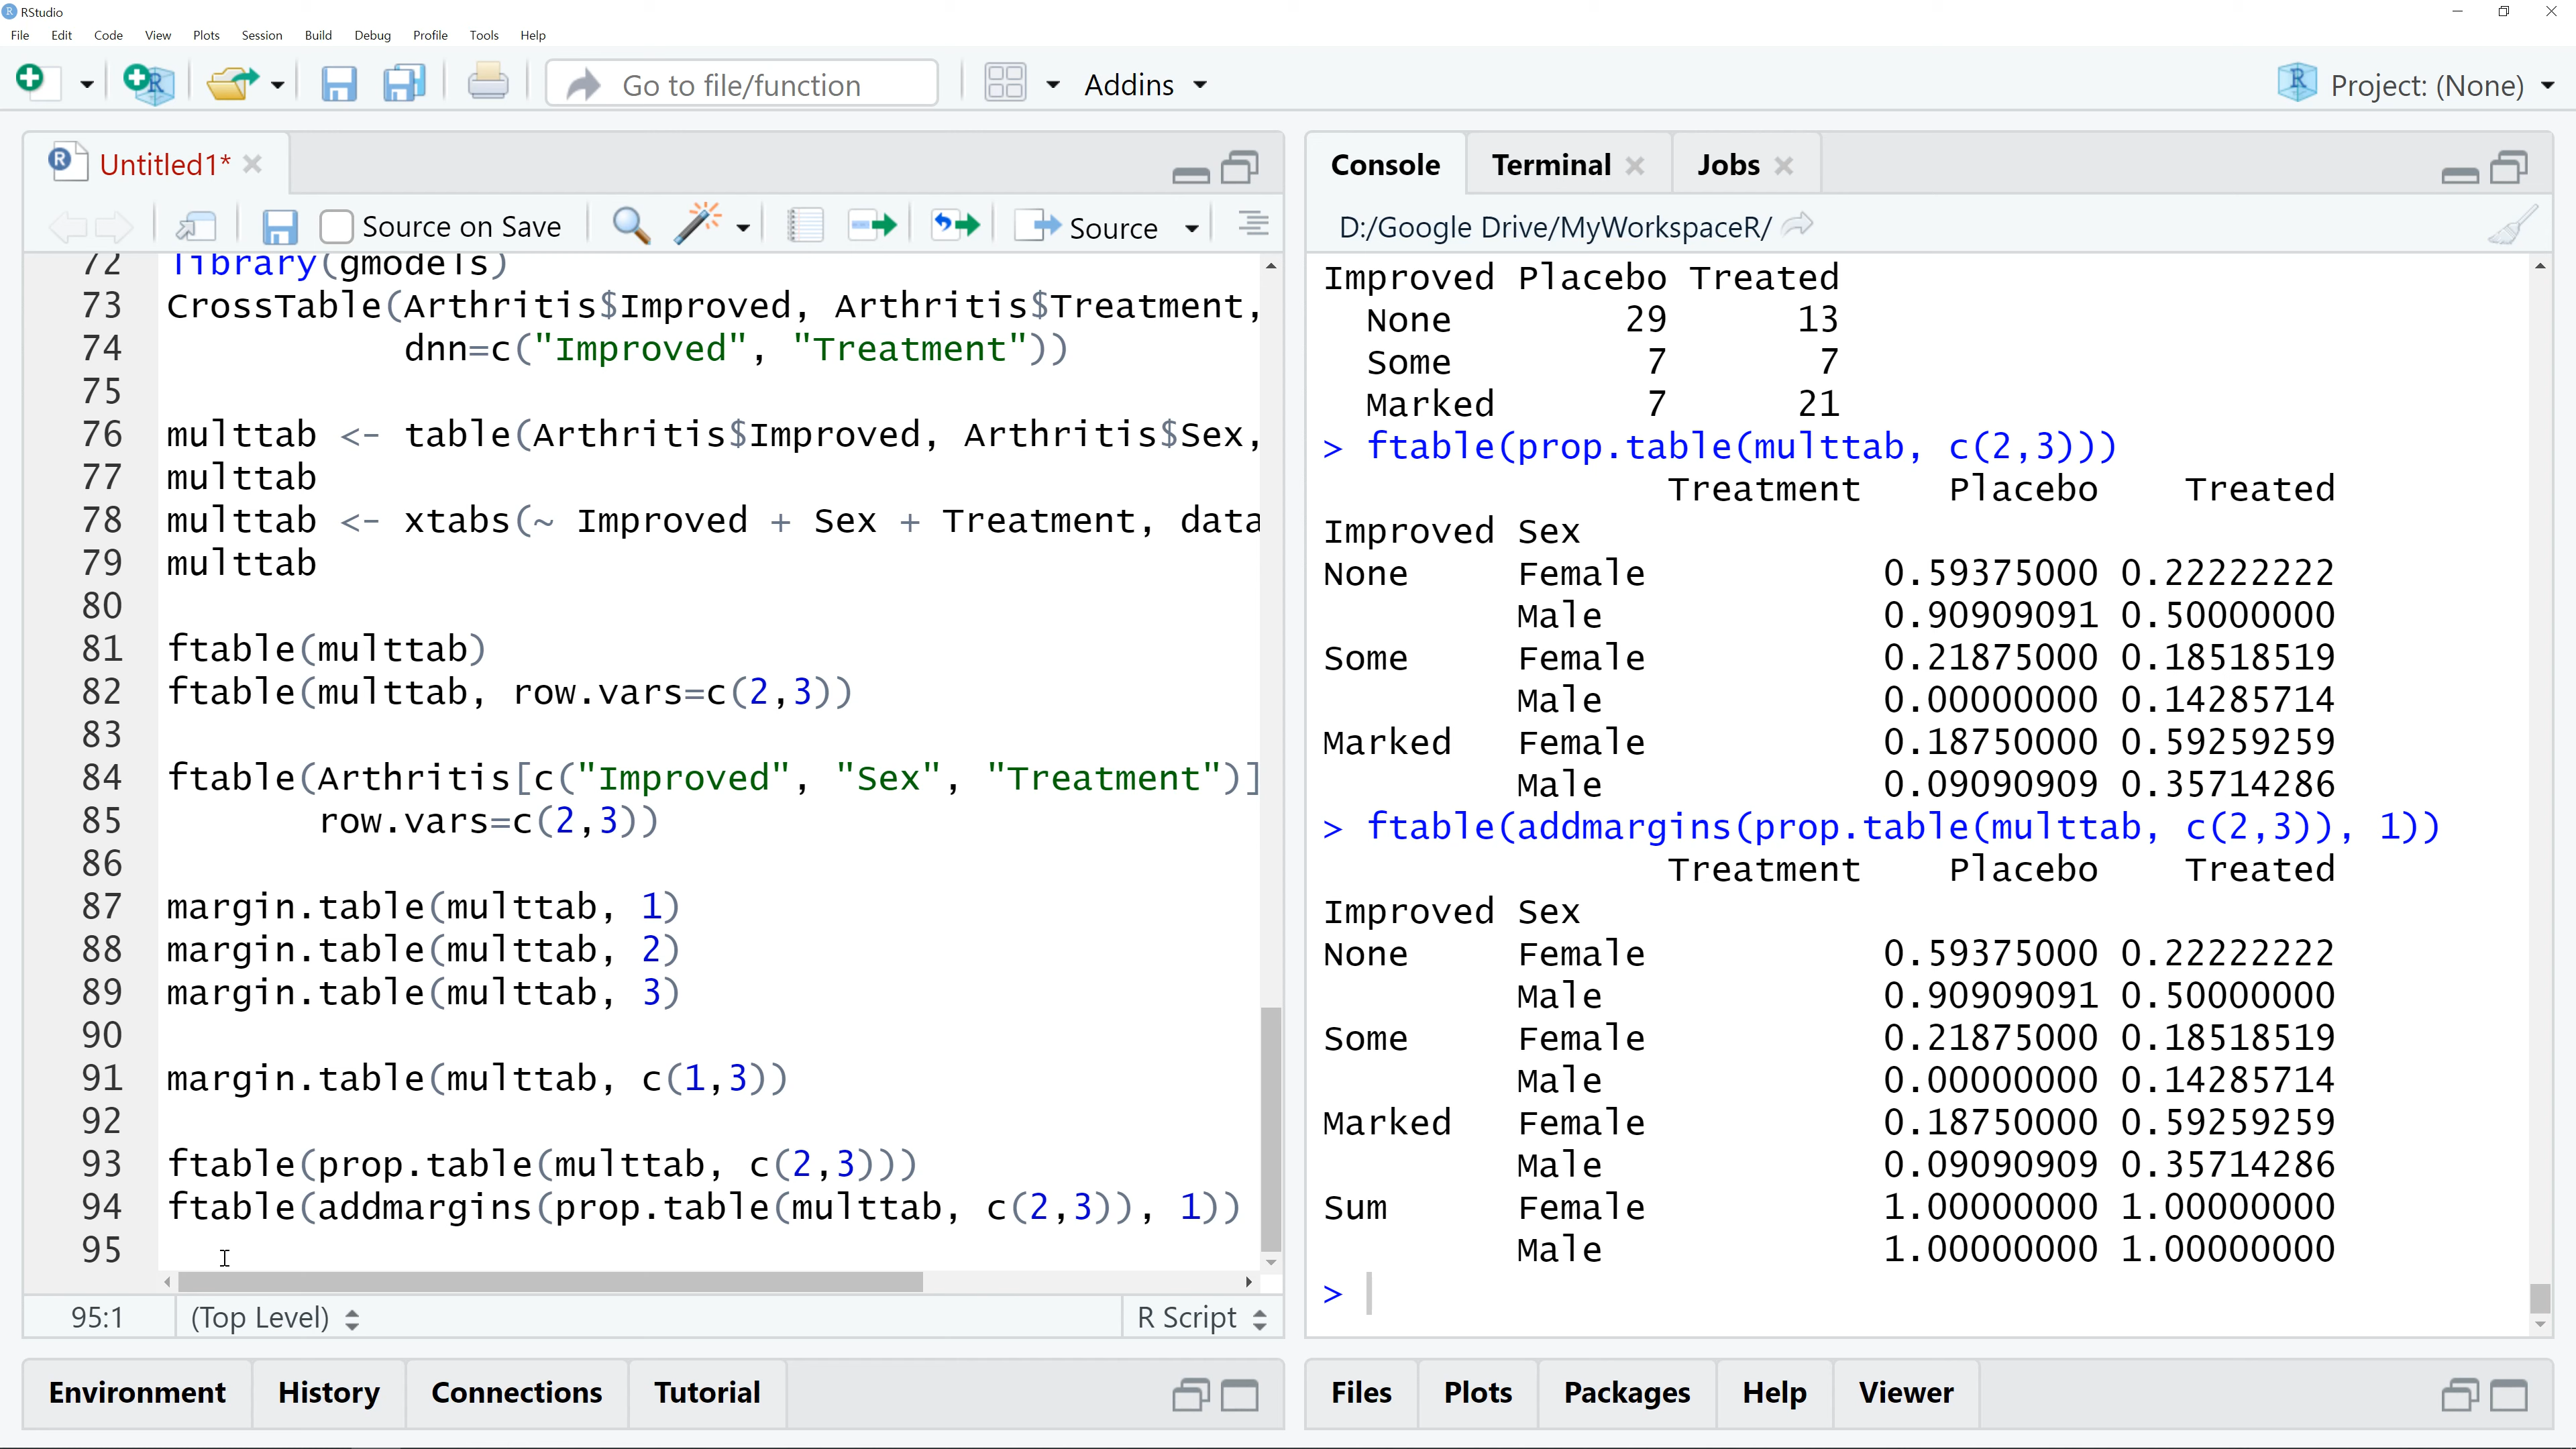 RStudio
File Edit Code View Plots Session Build Debug Profile Tools Help
Go to file/function Addins Project: (None)
Untitled1*
Source on Save Source
72 library(gmodels)
73 CrossTable(Arthritis$Improved, Arthritis$Treatment,
74            dnn=c("Improved", "Treatment"))
75
76 multtab <- table(Arthritis$Improved, Arthritis$Sex,
77 multtab
78 multtab <- xtabs(~ Improved + Sex + Treatment, data
79 multtab
80
81 ftable(multtab)
82 ftable(multtab, row.vars=c(2,3))
83
84 ftable(Arthritis[c("Improved", "Sex", "Treatment")]
85        row.vars=c(2,3))
86
87 margin.table(multtab, 1)
88 margin.table(multtab, 2)
89 margin.table(multtab, 3)
90
91 margin.table(multtab, c(1,3))
92
93 ftable(prop.table(multtab, c(2,3)))
94 ftable(addmargins(prop.table(multtab, c(2,3)), 1))
95
95:1 (Top Level) R Script
Environment History Connections Tutorial
Console Terminal Jobs
D:/Google Drive/MyWorkspaceR/
Improved Placebo Treated
  None        29      13
  Some         7       7
  Marked       7      21
> ftable(prop.table(multtab, c(2,3)))
                Treatment    Placebo    Treated
Improved Sex
None     Female           0.59375000 0.22222222
         Male             0.90909091 0.50000000
Some     Female           0.21875000 0.18518519
         Male             0.00000000 0.14285714
Marked   Female           0.18750000 0.59259259
         Male             0.09090909 0.35714286
> ftable(addmargins(prop.table(multtab, c(2,3)), 1))
                Treatment    Placebo    Treated
Improved Sex
None     Female           0.59375000 0.22222222
         Male             0.90909091 0.50000000
Some     Female           0.21875000 0.18518519
         Male             0.00000000 0.14285714
Marked   Female           0.18750000 0.59259259
         Male             0.09090909 0.35714286
Sum      Female           1.00000000 1.00000000
         Male             1.00000000 1.00000000
>
Files Plots Packages Help Viewer